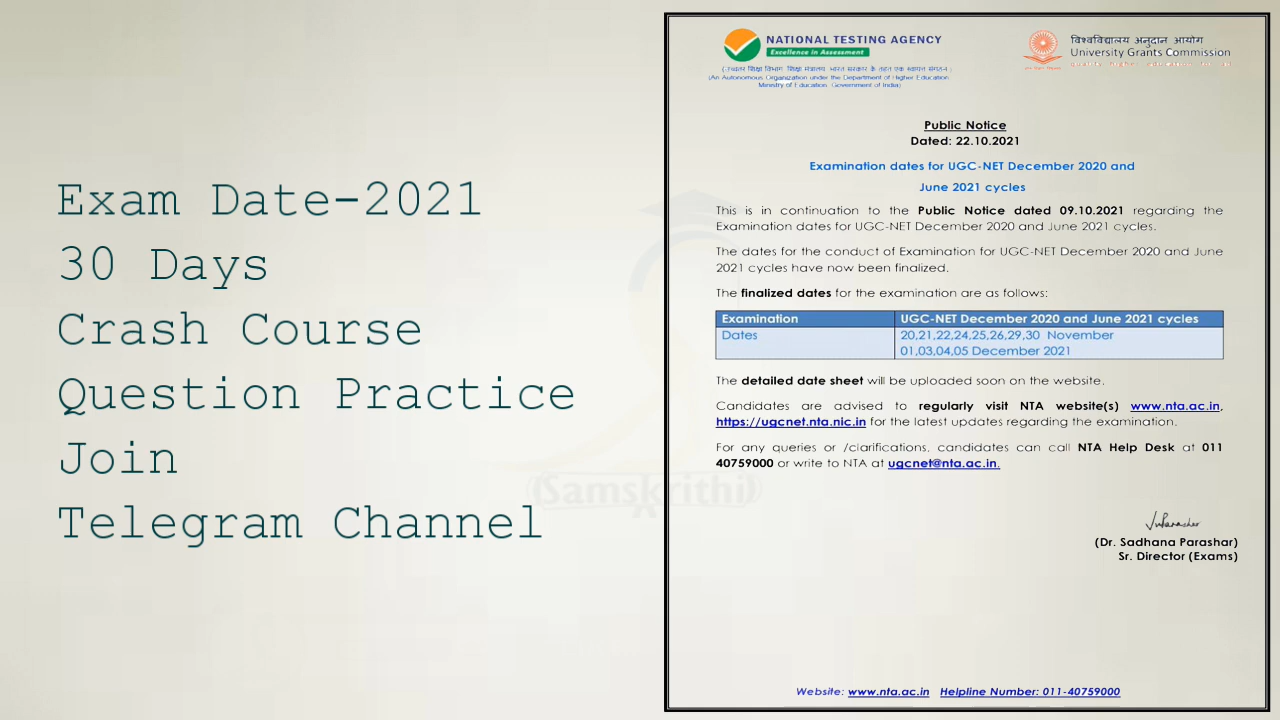 Exam Date-2021
30 Days
Crash Course
Question Practice
Join
Telegram Channel
NATIONAL TESTING AGENCY
Excellence in Assessment
(An Autonomous Organization under the Department of Higher Education
Ministry of Education Government of India)
विश्वविद्यालय अनुदान आयोग
University Grants Commission
Public Notice
Dated: 22.10.2021
Examination dates for UGC-NET December 2020 and
June 2021 cycles
This is in continuation to the Public Notice dated 09.10.2021 regarding the
Examination dates for UGC-NET December 2020 and June 2021 cycles.
The dates for the conduct of Examination for UGC-NET December 2020 and June
2021 cycles have now been finalized.
The finalized dates for the examination are as follows:
Examination UGC-NET December 2020 and June 2021 cycles
Dates 20,21,22,24,25,26,29,30 November
01,03,04,05 December 2021
The detailed date sheet will be uploaded soon on the website.
Candidates are advised to regularly visit NTA website(s) www.nta.ac.in,
https://ugcnet.nta.nic.in for the latest updates regarding the examination.
For any queries or /clarifications, candidates can call NTA Help Desk at 011
40759000 or write to NTA at ugcnet@nta.ac.in.
Samskrithi
(Dr. Sadhana Parashar)
Sr. Director (Exams)
Website: www.nta.ac.in Helpline Number: 011-40759000